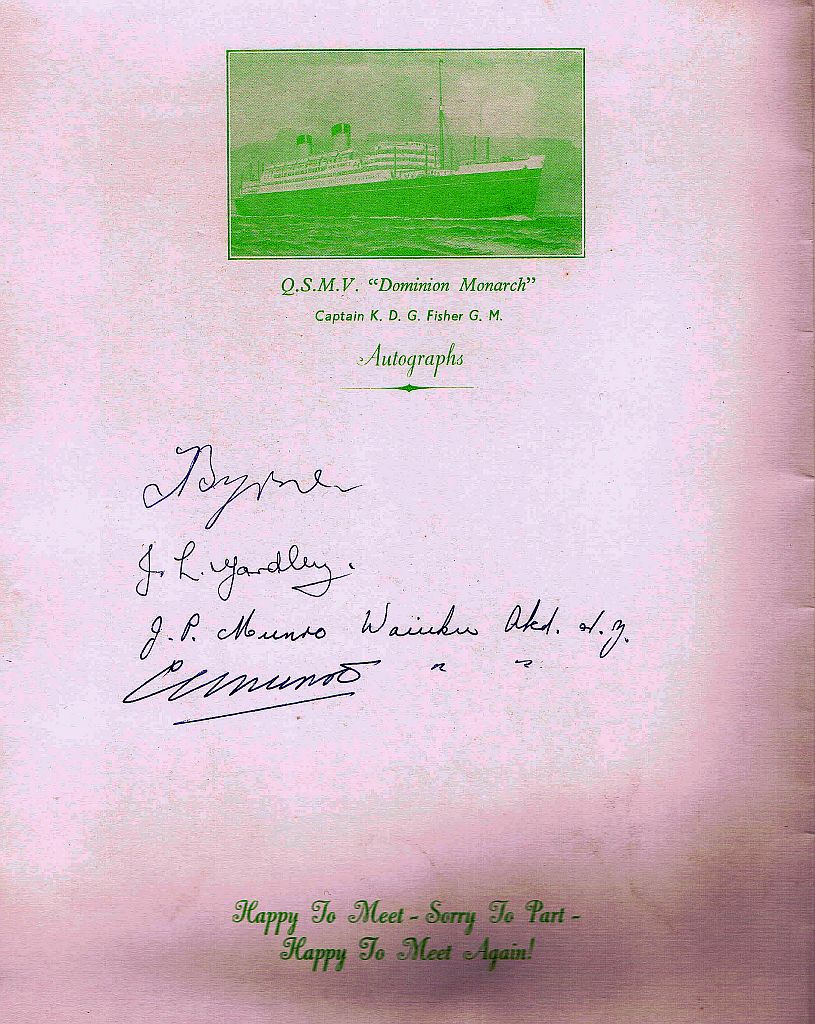 Q.S.M.V. “Dominion Monarch”
Captain K. D. G. Fisher G. M.
Autographs
J. L. Yardley.
J. P. Munro Waiuku Akd. N.Z.
Munro " "
Happy To Meet - Sorry To Part -
Happy To Meet Again!